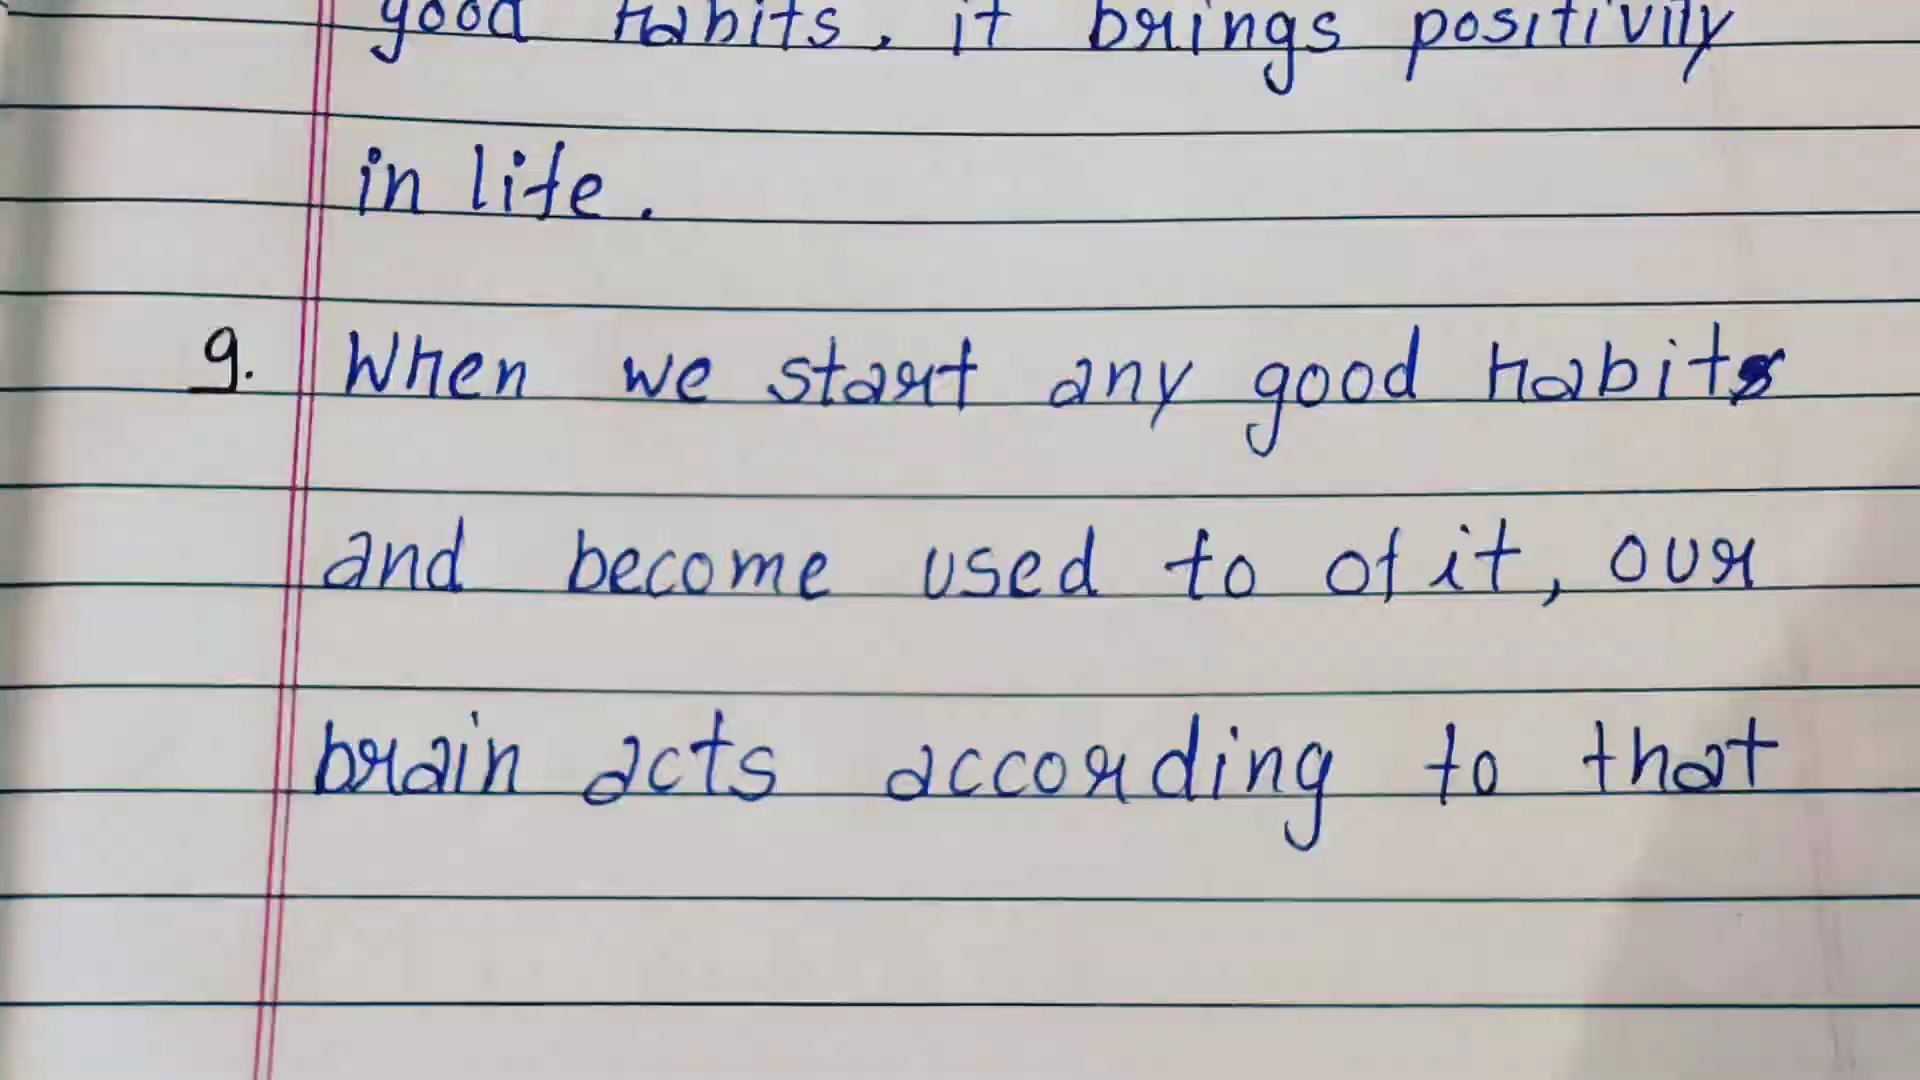 good habits, it brings positivity
in life.
9. When we start any good habits
and become used to of it, our
brain acts according to that